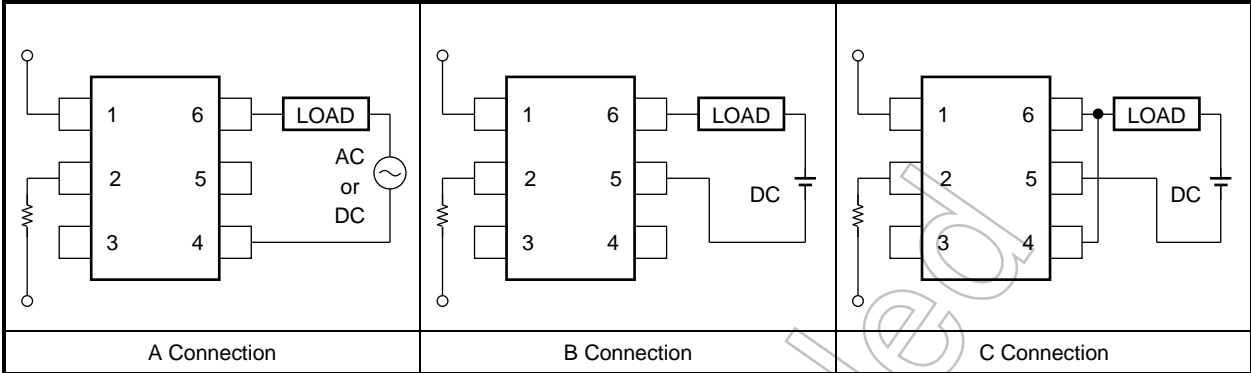 1 6 LOAD
2 5 AC or DC
3 4
A Connection
1 6 LOAD
2 5 DC
3 4
B Connection
1 6 LOAD
2 5 DC
3 4
C Connection
led